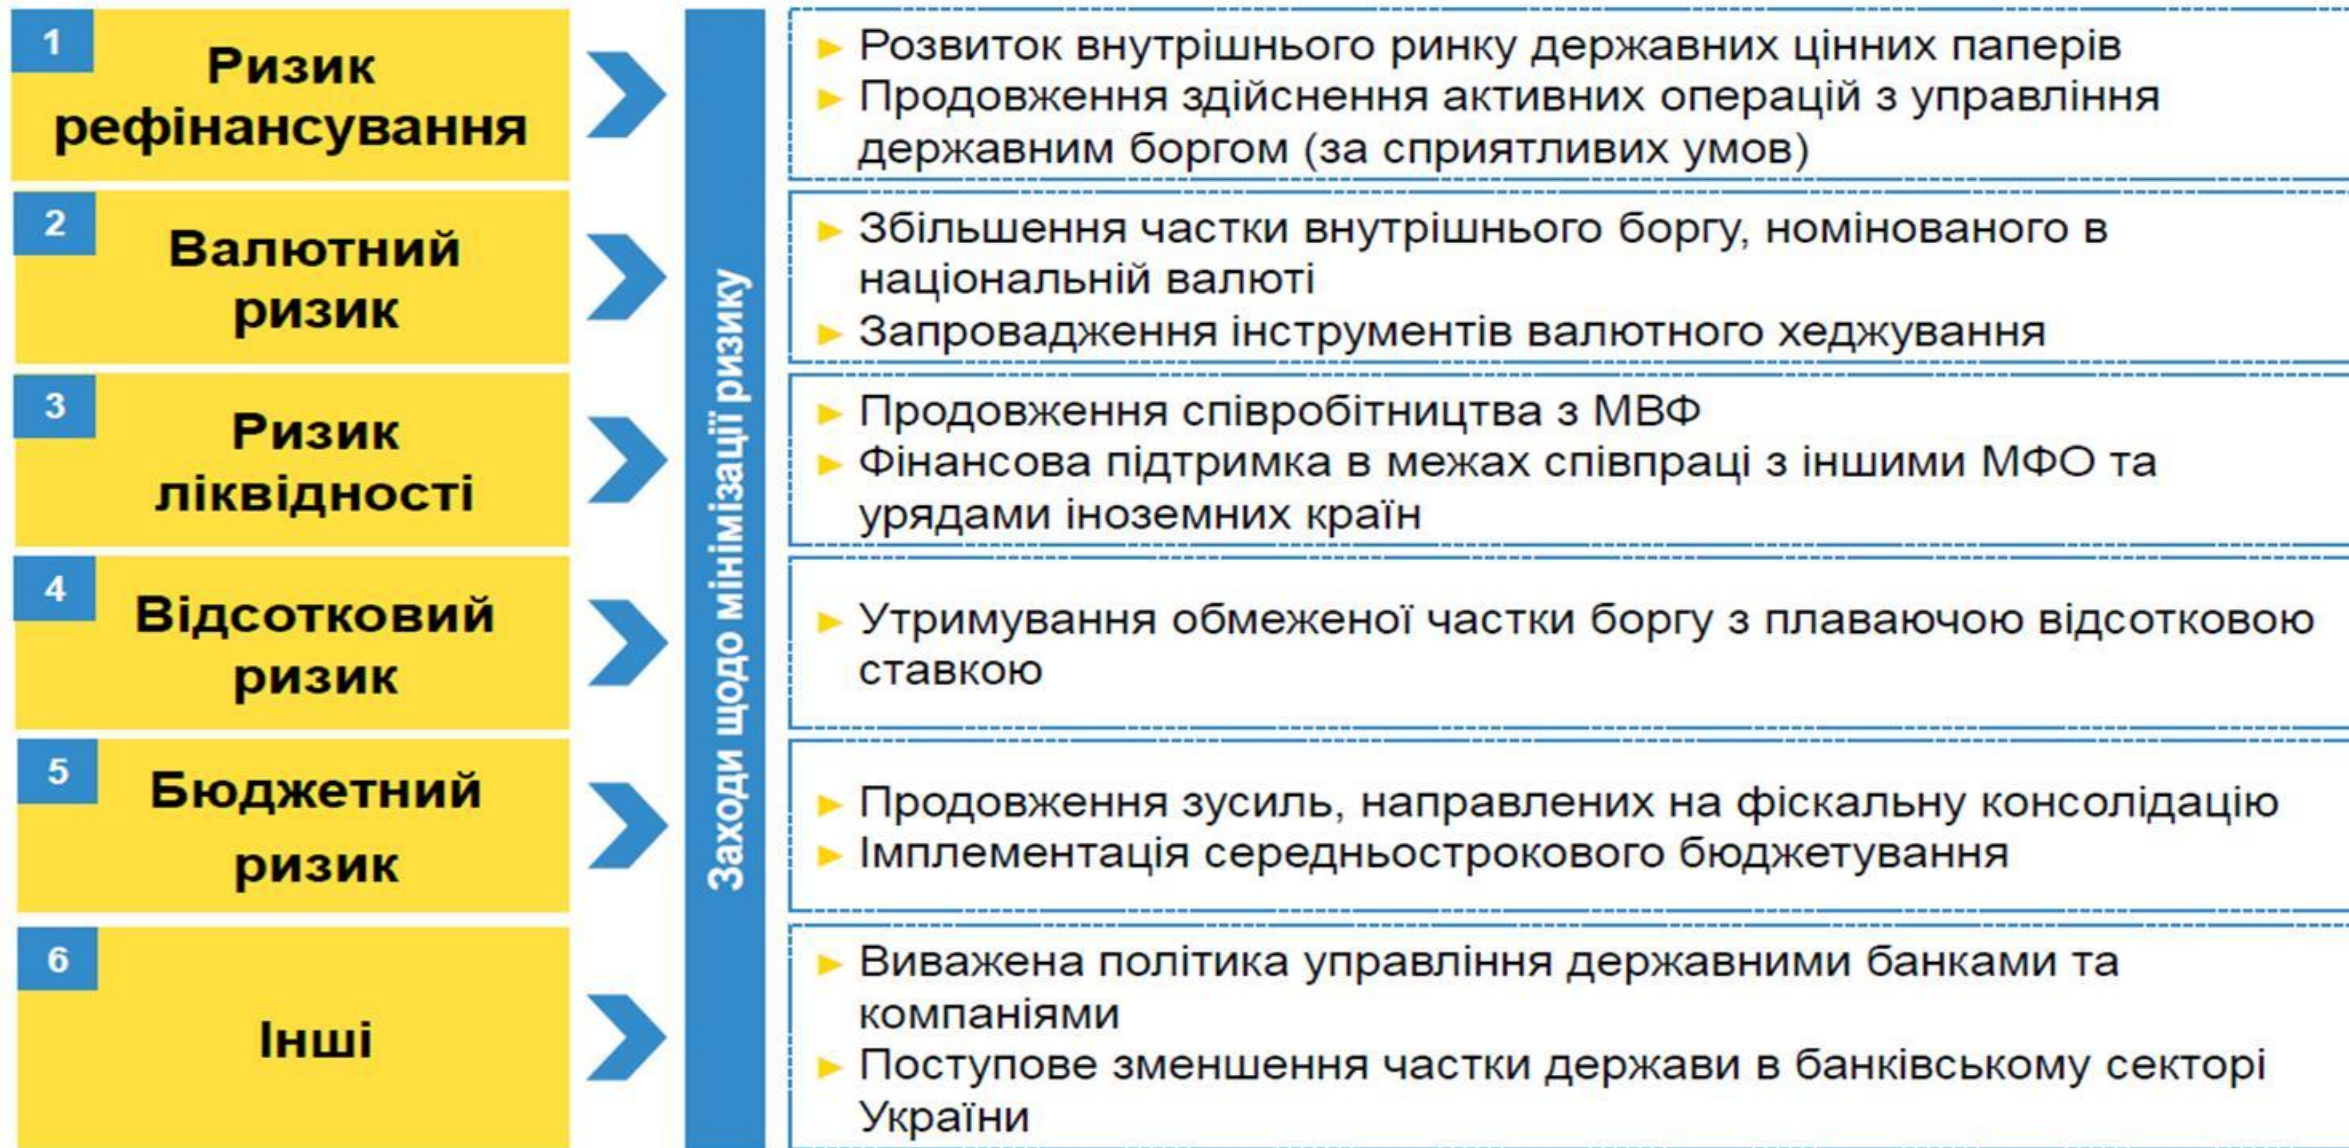 1
Ризик
рефінансування
► Розвиток внутрішнього ринку державних цінних паперів
► Продовження здійснення активних операцій з управління
державним боргом (за сприятливих умов)
2
Валютний
ризик
► Збільшення частки внутрішнього боргу, номінованого в
національній валюті
► Запровадження інструментів валютного хеджування
3
Ризик
ліквідності
► Продовження співробітництва з МВФ
► Фінансова підтримка в межах співпраці з іншими МФО та
урядами іноземних країн
4
Відсотковий
ризик
► Утримування обмеженої частки боргу з плаваючою відсотковою
ставкою
5
Бюджетний
ризик
► Продовження зусиль, направлених на фіскальну консолідацію
► Імплементація середньострокового бюджетування
6
Інші
► Виважена політика управління державними банками та
компаніями
► Поступове зменшення частки держави в банківському секторі
України
Заходи щодо мінімізації ризику